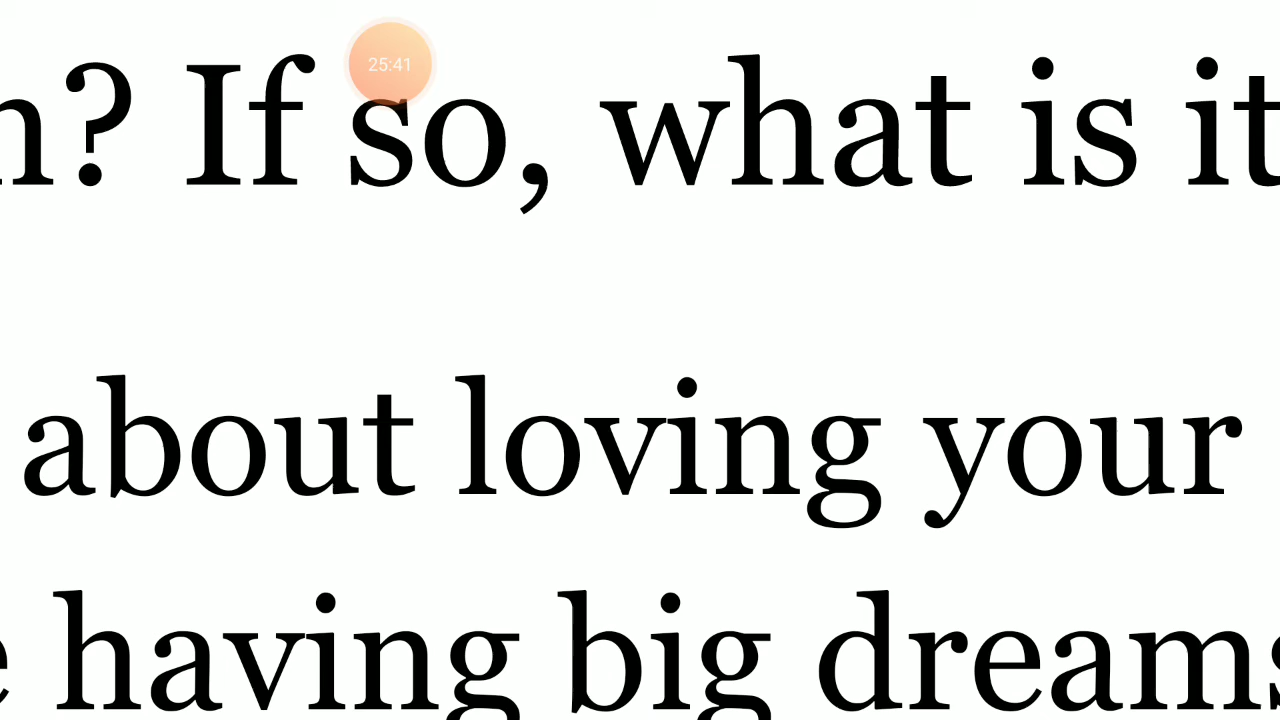 25:41
? If so, what is it
about loving your
having big dreams